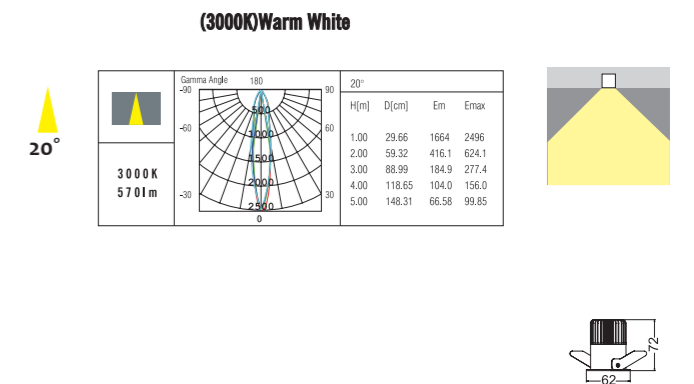 (3000K)Warm White
20°
3000K
570lm
Gamma Angle 180
-90 90
-60 60
-30 30
0
500
1000
1500
2000
2500
20°
H[m] D[cm] Em Emax
1.00 29.66 1664 2496
2.00 59.32 416.1 624.1
3.00 88.99 184.9 277.4
4.00 118.65 104.0 156.0
5.00 148.31 66.58 99.85
72
62